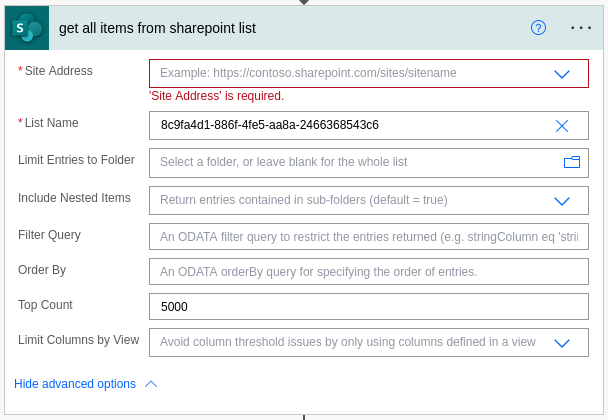 S
get all items from sharepoint list
?
* Site Address
Example: https://contoso.sharepoint.com/sites/sitename
'Site Address' is required.
* List Name
8c9fa4d1-886f-4fe5-aa8a-2466368543c6
Limit Entries to Folder
Select a folder, or leave blank for the whole list
Include Nested Items
Return entries contained in sub-folders (default = true)
Filter Query
An ODATA filter query to restrict the entries returned (e.g. stringColumn eq 'stri
Order By
An ODATA orderBy query for specifying the order of entries.
Top Count
5000
Limit Columns by View
Avoid column threshold issues by only using columns defined in a view
Hide advanced options